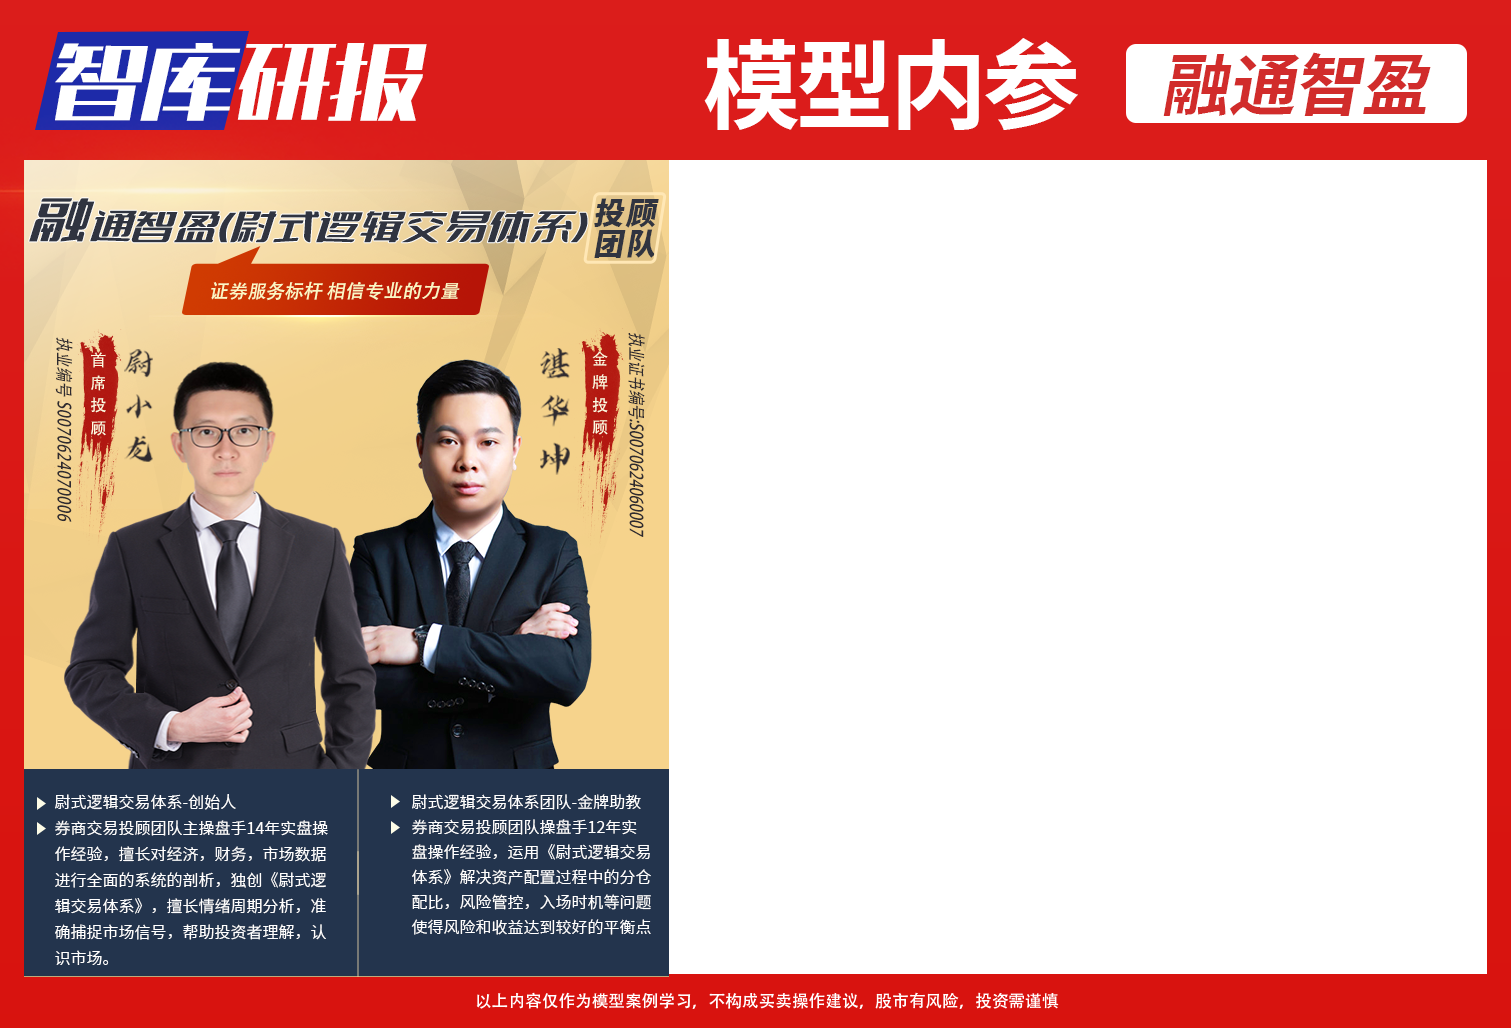 智库研报
模型内参
融通智盈
融通智盈(尉式逻辑交易体系)
投顾
团队
证券服务标杆 相信专业的力量
执业编号 S0070624070006
首席投顾
尉小龙
谌华坤
金牌投顾
执业证书编号:S0070624060007
尉式逻辑交易体系-创始人
券商交易投顾团队主操盘手14年实盘操
作经验，擅长对经济，财务，市场数据
进行全面的系统的剖析，独创《尉式逻
辑交易体系》，擅长情绪周期分析，准
确捕捉市场信号，帮助投资者理解，认
识市场。
尉式逻辑交易体系团队-金牌助教
券商交易投顾团队操盘手12年实
盘操作经验，运用《尉式逻辑交易
体系》解决资产配置过程中的分仓
配比，风险管控，入场时机等问题
使得风险和收益达到较好的平衡点
以上内容仅作为模型案例学习，不构成买卖操作建议，股市有风险，投资需谨慎